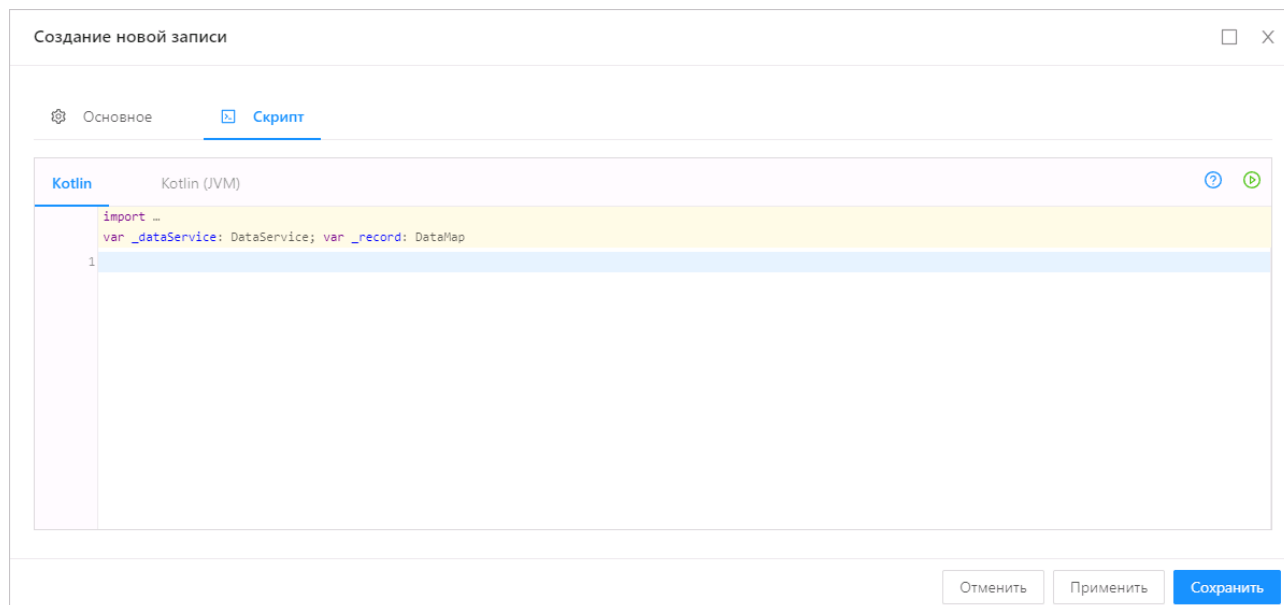 Создание новой записи
Основное Скрипт
Kotlin Kotlin (JVM)
import …
var _dataService: DataService; var _record: DataMap
1
Отменить Применить Сохранить